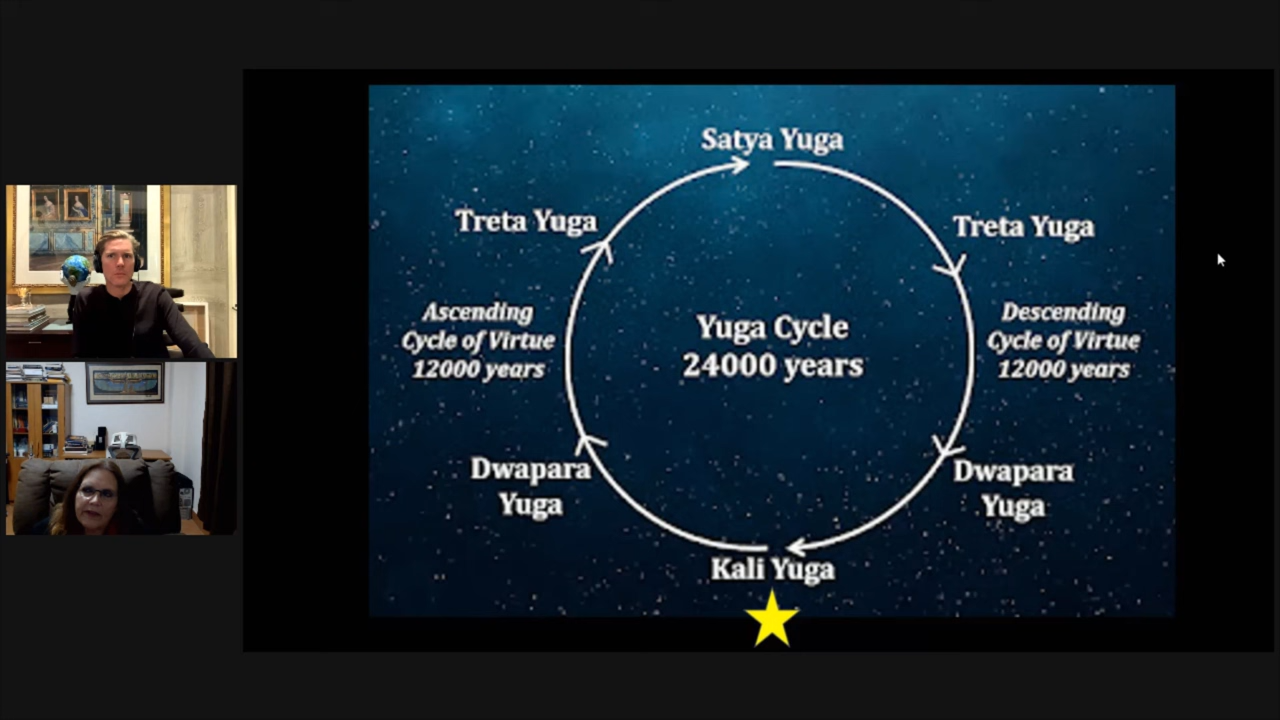 Satya Yuga
Treta Yuga
Treta Yuga
Ascending
Cycle of Virtue
12000 years
Yuga Cycle
24000 years
Descending
Cycle of Virtue
12000 years
Dwapara
Yuga
Dwapara
Yuga
Kali Yuga